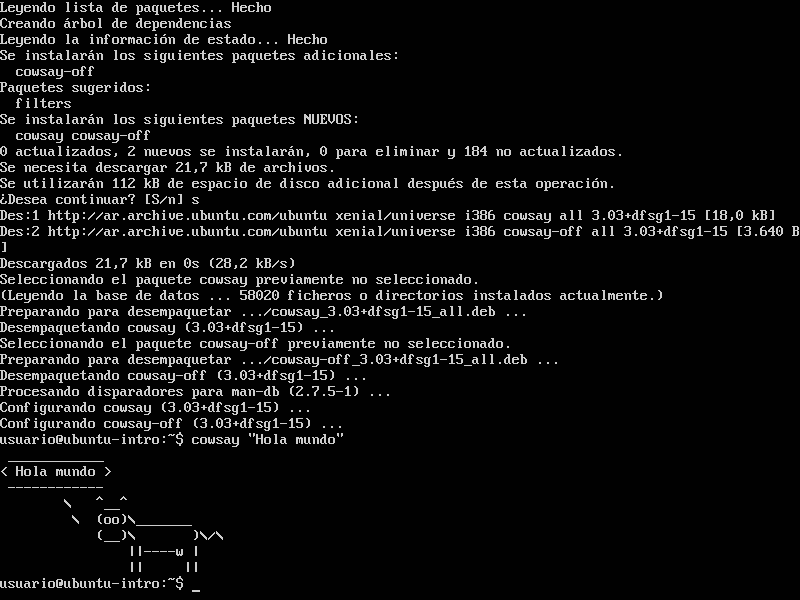 Leyendo lista de paquetes... Hecho
Creando árbol de dependencias
Leyendo la información de estado... Hecho
Se instalarán los siguientes paquetes adicionales:
  cowsay-off
Paquetes sugeridos:
  filters
Se instalarán los siguientes paquetes NUEVOS:
  cowsay cowsay-off
0 actualizados, 2 nuevos se instalarán, 0 para eliminar y 184 no actualizados.
Se necesita descargar 21,7 kB de archivos.
Se utilizarán 112 kB de espacio de disco adicional después de esta operación.
¿Desea continuar? [S/n] s
Des:1 http://ar.archive.ubuntu.com/ubuntu xenial/universe i386 cowsay all 3.03+dfsg1-15 [18,0 kB]
Des:2 http://ar.archive.ubuntu.com/ubuntu xenial/universe i386 cowsay-off all 3.03+dfsg1-15 [3.640 B
]
Descargados 21,7 kB en 0s (28,2 kB/s)
Seleccionando el paquete cowsay previamente no seleccionado.
(Leyendo la base de datos ... 58020 ficheros o directorios instalados actualmente.)
Preparando para desempaquetar .../cowsay_3.03+dfsg1-15_all.deb ...
Desempaquetando cowsay (3.03+dfsg1-15) ...
Seleccionando el paquete cowsay-off previamente no seleccionado.
Preparando para desempaquetar .../cowsay-off_3.03+dfsg1-15_all.deb ...
Desempaquetando cowsay-off (3.03+dfsg1-15) ...
Procesando disparadores para man-db (2.7.5-1) ...
Configurando cowsay (3.03+dfsg1-15) ...
Configurando cowsay-off (3.03+dfsg1-15) ...
usuario@ubuntu-intro:~$ cowsay "Hola mundo"
 ____________
< Hola mundo >
 ------------
        \   ^__^
         \  (oo)\_______
            (__)\       )\/\
                ||----w |
                ||     ||
usuario@ubuntu-intro:~$ _